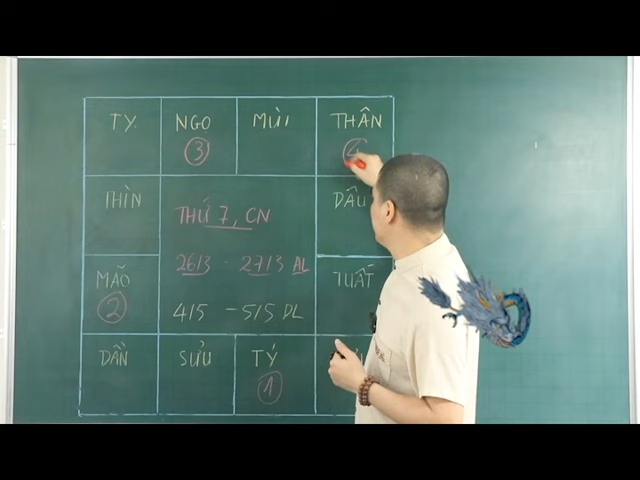 TY. NGO MÙI THÂN
③ ④
THÌN DẬU
THỨ 7, CN
26/3 - 27/3 AL
MÃO TUẤT
②
4/5 - 5/5 DL
DẦN SỬU TÝ
①